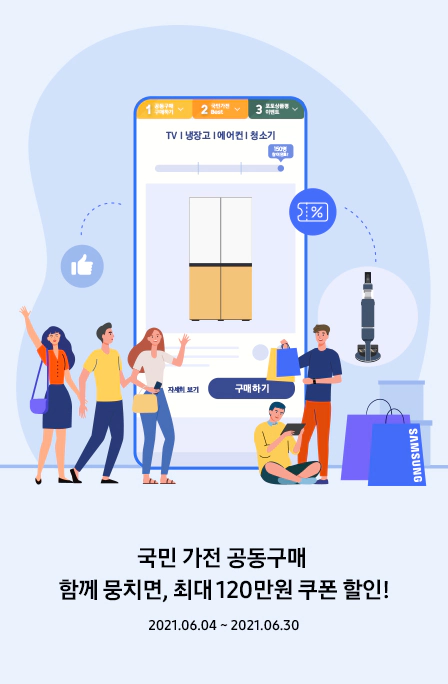 1 공동구매
구매하기
2 국민가전
Best
3 포토상품평
이벤트
TV I 냉장고 I 에어컨 I 청소기
150명
%
자세히 보기
구매하기
SAMSUNG
국민 가전 공동구매
함께 뭉치면, 최대 120만원 쿠폰 할인!
2021.06.04 ~ 2021.06.30